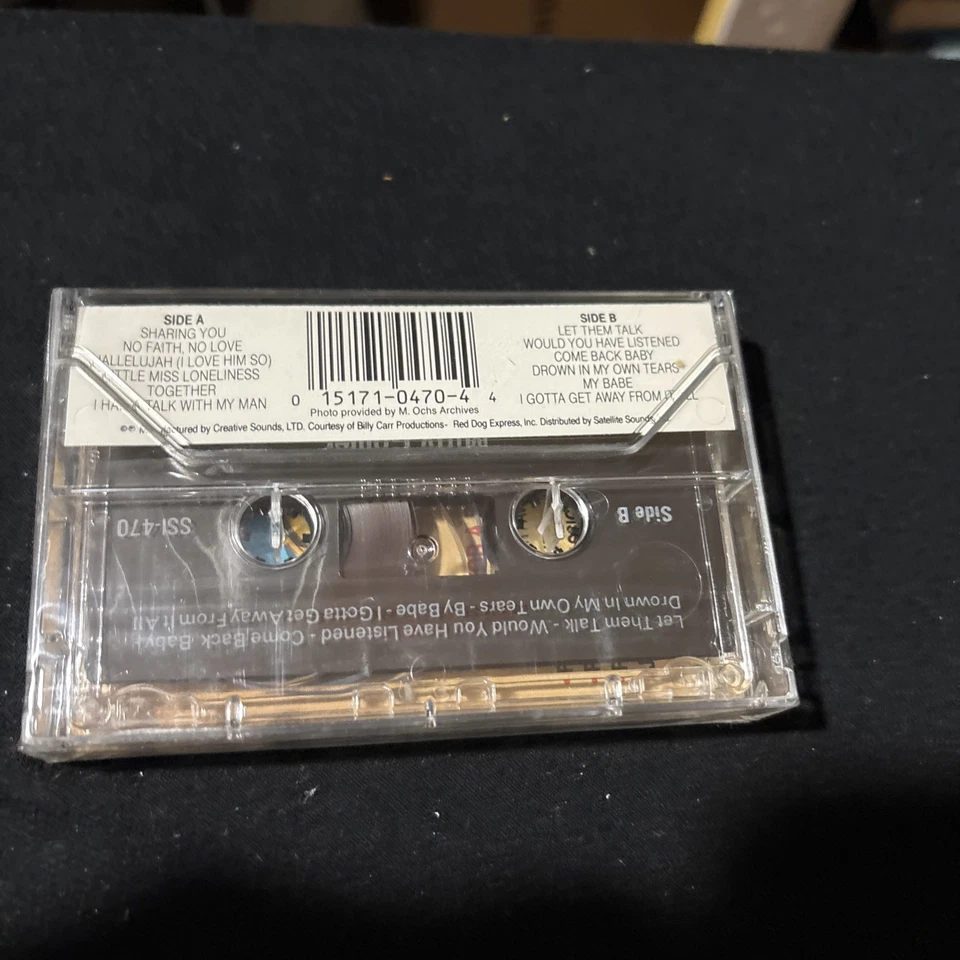 SIDE A
SHARING YOU
NO FAITH, NO LOVE
HALLELUJAH (I LOVE HIM SO)
LITTLE MISS LONELINESS
TOGETHER
I TALK WITH MY MAN
0 15171-0470-4 4
Photo provided by M. Ochs Archives
SIDE B
LET THEM TALK
WOULD YOU HAVE LISTENED
COME BACK BABY
DROWN IN MY OWN TEARS
MY BABE
I GOTTA GET AWAY FROM
℗© Manufactured by Creative Sounds, LTD. Courtesy of Billy Carr Productions- Red Dog Express, Inc. Distributed by Satellite Sounds
Side B
SSI-470
Let Them Talk - Would You Have Listened - Come Back Baby
Drown In My Own Tears - By Babe - I Gotta Get Away From It All